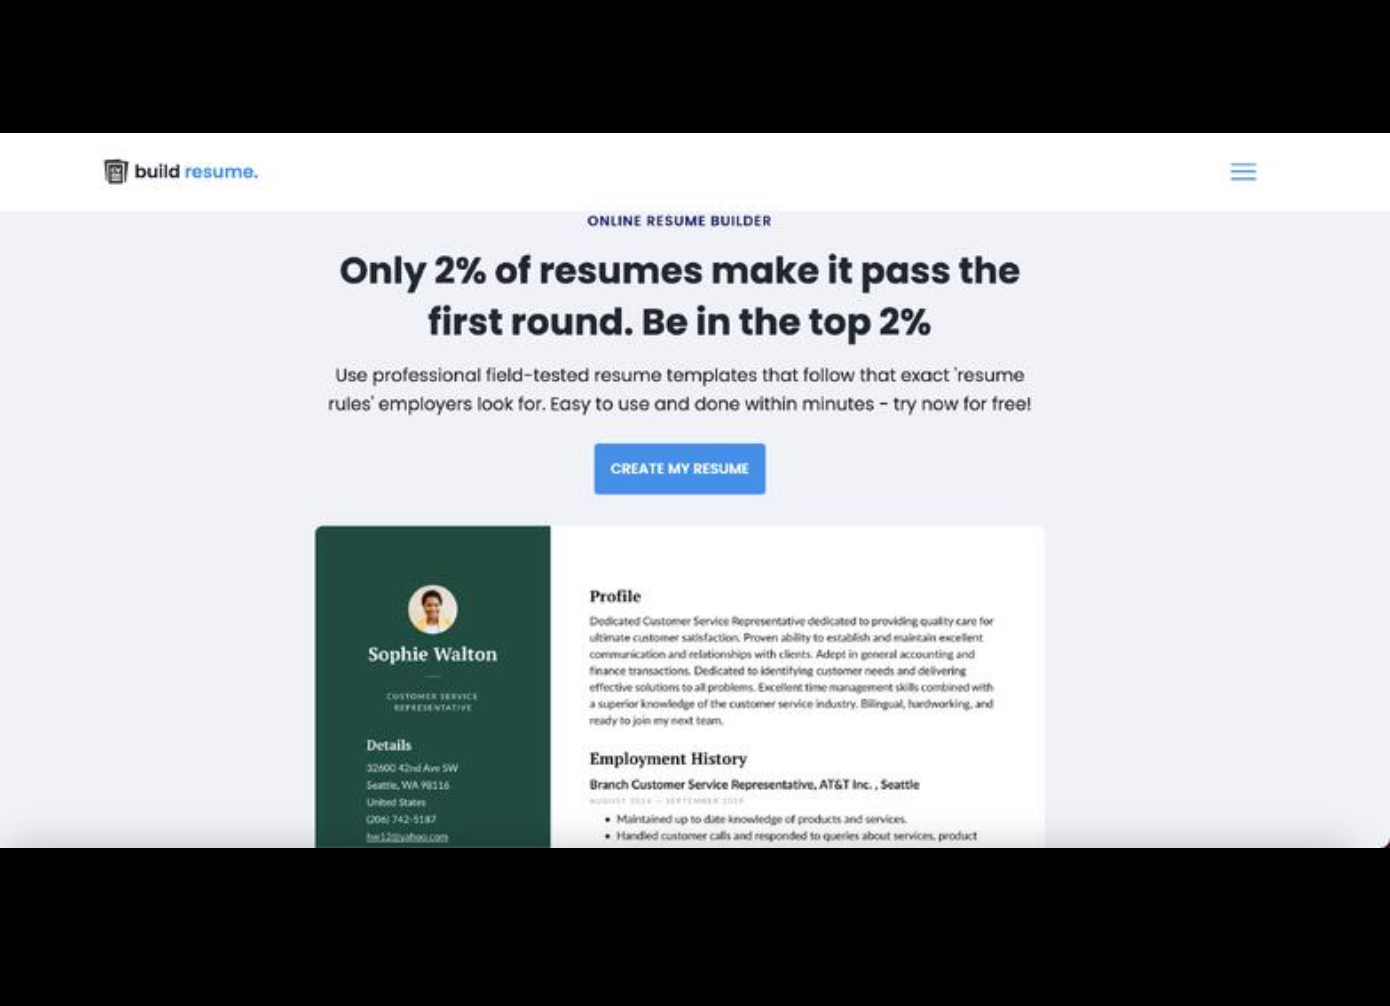 build resume.
ONLINE RESUME BUILDER
Only 2% of resumes make it pass the
first round. Be in the top 2%
Use professional field-tested resume templates that follow that exact 'resume
rules' employers look for. Easy to use and done within minutes - try now for free!
CREATE MY RESUME
Sophie Walton
CUSTOMER SERVICE
REPRESENTATIVE
Details
32600 42nd Ave SW
Seattle, WA 98116
United States
(206) 742-5187
hw12@yahoo.com
Profile
Dedicated Customer Service Representative dedicated to providing quality care for
ultimate customer satisfaction. Proven ability to establish and maintain excellent
communication and relationships with clients. Adept in general accounting and
finance transactions. Dedicated to identifying customer needs and delivering
effective solutions to all problems. Excellent time management skills combined with
a superior knowledge of the customer service industry. Bilingual, hardworking, and
ready to join my next team.
Employment History
Branch Customer Service Representative, AT&T Inc. , Seattle
AUGUST 2014 — SEPTEMBER 2019
• Maintained up to date knowledge of products and services.
• Handled customer calls and responded to queries about services, product